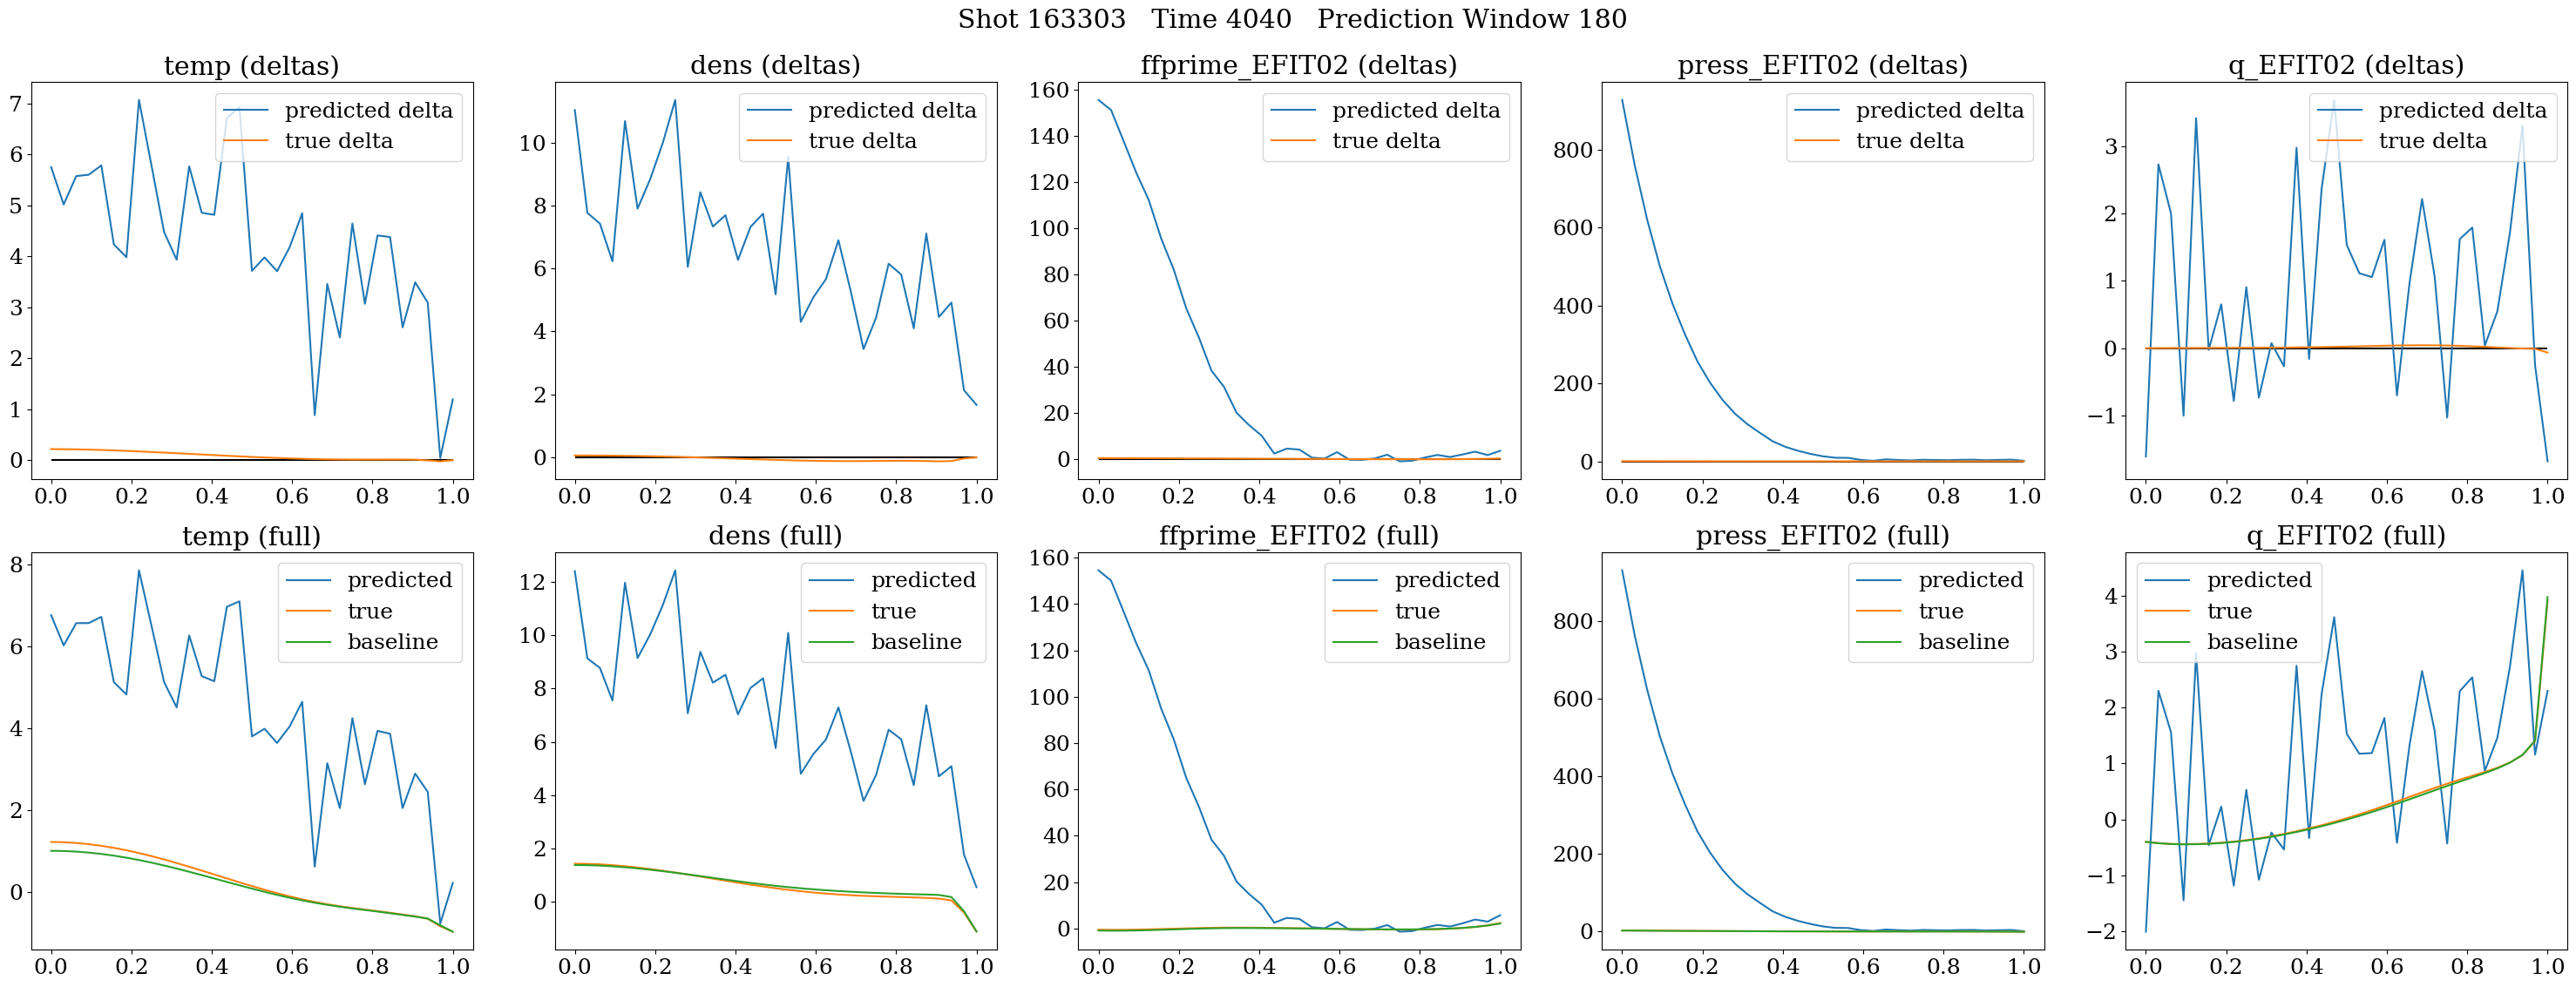 Shot 163303   Time 4040   Prediction Window 180
temp (deltas)
7
6
5
4
3
2
1
0
0.0 0.2 0.4 0.6 0.8 1.0
predicted delta
true delta
dens (deltas)
10
8
6
4
2
0
0.0 0.2 0.4 0.6 0.8 1.0
predicted delta
true delta
ffprime_EFIT02 (deltas)
160
140
120
100
80
60
40
20
0
0.0 0.2 0.4 0.6 0.8 1.0
predicted delta
true delta
press_EFIT02 (deltas)
800
600
400
200
0
0.0 0.2 0.4 0.6 0.8 1.0
predicted delta
true delta
q_EFIT02 (deltas)
3
2
1
0
−1
0.0 0.2 0.4 0.6 0.8 1.0
predicted delta
true delta
temp (full)
8
6
4
2
0
0.0 0.2 0.4 0.6 0.8 1.0
predicted
true
baseline
dens (full)
12
10
8
6
4
2
0
0.0 0.2 0.4 0.6 0.8 1.0
predicted
true
baseline
ffprime_EFIT02 (full)
160
140
120
100
80
60
40
20
0
0.0 0.2 0.4 0.6 0.8 1.0
predicted
true
baseline
press_EFIT02 (full)
800
600
400
200
0
0.0 0.2 0.4 0.6 0.8 1.0
predicted
true
baseline
q_EFIT02 (full)
4
3
2
1
0
−1
−2
0.0 0.2 0.4 0.6 0.8 1.0
predicted
true
baseline